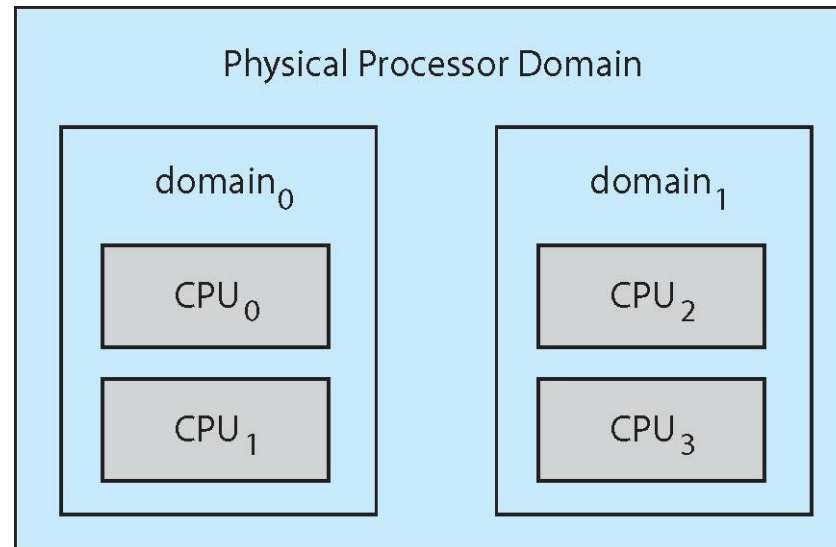 Physical Processor Domain
domain₀
CPU₀
CPU₁
domain₁
CPU₂
CPU₃